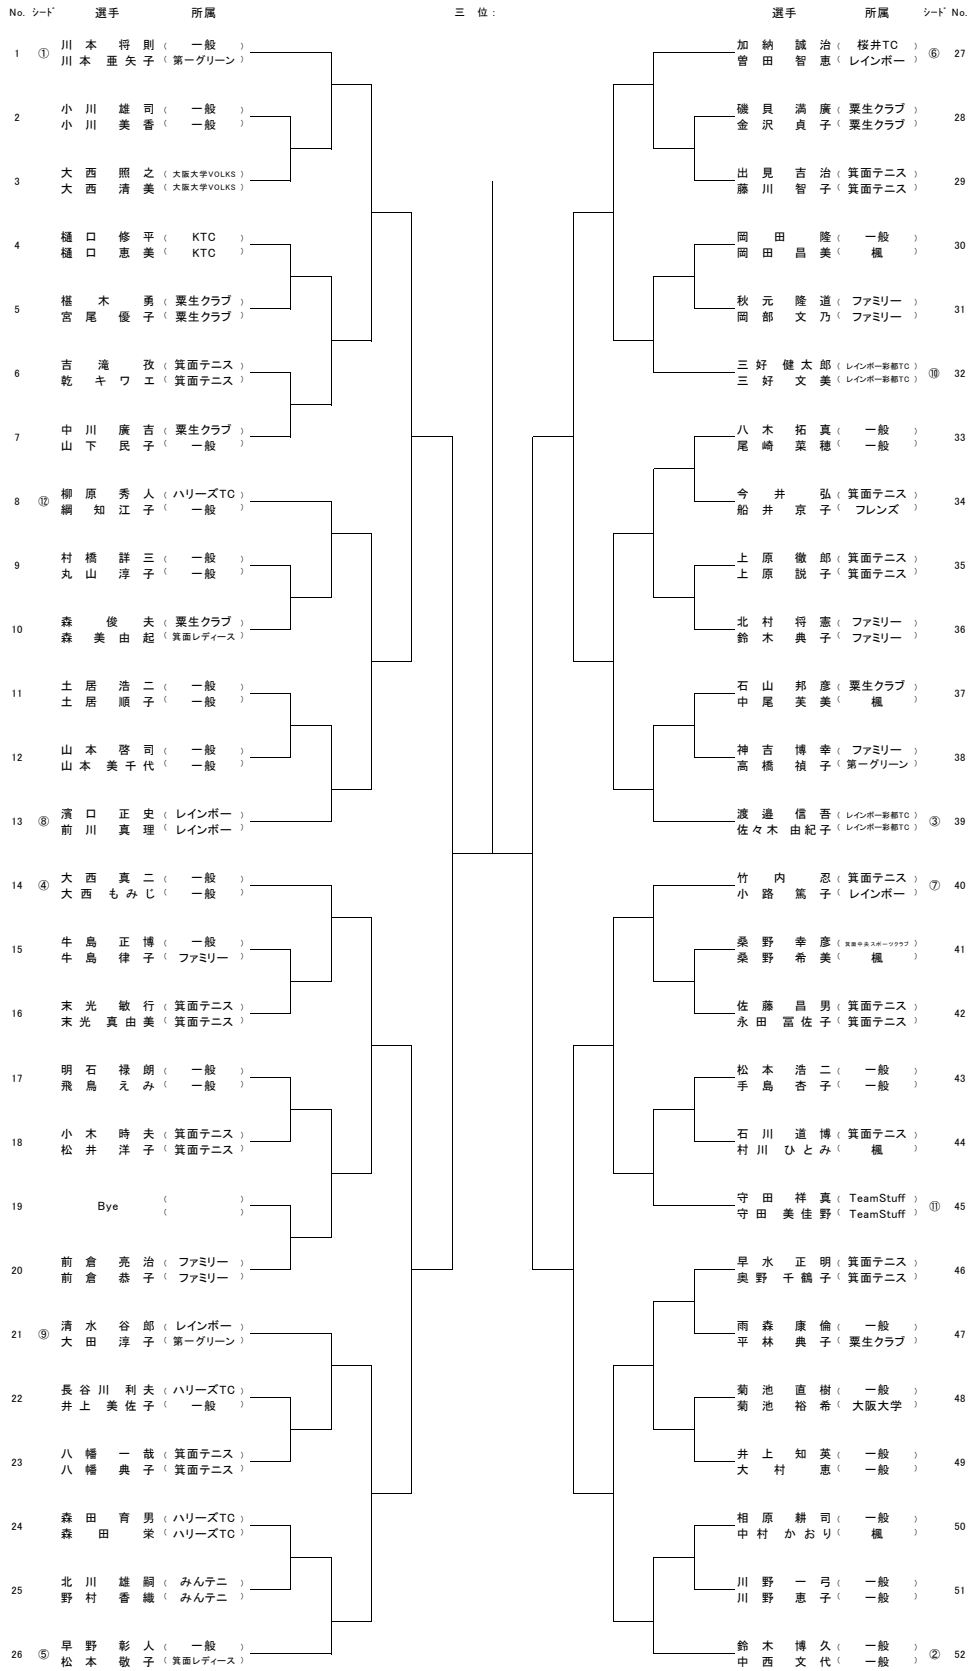 No. シード 選手 所属 三 位： 選手 所属 シード No.
1 ① 川本 将則 （ 一般 ）
川本 亜矢子 （ 第一グリーン ）
2 小川 雄司 （ 一般 ）
小川 美香 （ 一般 ）
3 大西 照之 （ 大阪大学VOLKS ）
大西 清美 （ 大阪大学VOLKS ）
4 樋口 修平 （ KTC ）
樋口 恵美 （ KTC ）
5 椹木 勇 （ 粟生クラブ ）
宮尾 優子 （ 粟生クラブ ）
6 吉滝 孜 （ 箕面テニス ）
乾 キワエ （ 箕面テニス ）
7 中川 廣吉 （ 粟生クラブ ）
山下 民子 （ 一般 ）
8 ⑫ 柳原 秀人 （ ハリーズTC ）
綱 知江子 （ 一般 ）
9 村橋 詳三 （ 一般 ）
丸山 淳子 （ 一般 ）
10 森 俊夫 （ 粟生クラブ ）
森 美由起 （ 箕面レディース ）
11 土居 浩二 （ 一般 ）
土居 順子 （ 一般 ）
12 山本 啓司 （ 一般 ）
山本 美千代 （ 一般 ）
13 ⑧ 濱口 正史 （ レインボー ）
前川 真理 （ レインボー ）
14 ④ 大西 真二 （ 一般 ）
大西 もみじ （ 一般 ）
15 牛島 正博 （ 一般 ）
牛島 律子 （ ファミリー ）
16 末光 敏行 （ 箕面テニス ）
末光 真由美 （ 箕面テニス ）
17 明石 禄朗 （ 一般 ）
飛鳥 えみ （ 一般 ）
18 小木 時夫 （ 箕面テニス ）
松井 洋子 （ 箕面テニス ）
19 Bye （ ）
（ ）
20 前倉 亮治 （ ファミリー ）
前倉 恭子 （ ファミリー ）
21 ⑨ 清水 谷郎 （ レインボー ）
大田 淳子 （ 第一グリーン ）
22 長谷川 利夫 （ ハリーズTC ）
井上 美佐子 （ 一般 ）
23 八幡 一哉 （ 箕面テニス ）
八幡 典子 （ 箕面テニス ）
24 森田 育男 （ ハリーズTC ）
森田 栄 （ ハリーズTC ）
25 北川 雄嗣 （ みんテニ ）
野村 香織 （ みんテニ ）
26 ⑤ 早野 彰人 （ 一般 ）
松本 敬子 （ 箕面レディース ）
加納 誠治 （ 桜井TC ） ⑥ 27
曽田 智恵 （ レインボー ）
磯貝 満廣 （ 粟生クラブ ） 28
金沢 貞子 （ 粟生クラブ ）
出見 吉治 （ 箕面テニス ） 29
藤川 智子 （ 箕面テニス ）
岡田 隆 （ 一般 ） 30
岡田 昌美 （ 楓 ）
秋元 隆道 （ ファミリー ） 31
岡部 文乃 （ ファミリー ）
三好 健太郎 （ レインボー彩都TC ） ⑩ 32
三好 文美 （ レインボー彩都TC ）
八木 拓真 （ 一般 ） 33
尾崎 菜穂 （ 一般 ）
今井 弘 （ 箕面テニス ） 34
船井 京子 （ フレンズ ）
上原 徹郎 （ 箕面テニス ） 35
上原 説子 （ 箕面テニス ）
北村 将憲 （ ファミリー ） 36
鈴木 典子 （ ファミリー ）
石山 邦彦 （ 粟生クラブ ） 37
中尾 芙美 （ 楓 ）
神吉 博幸 （ ファミリー ） 38
高橋 禎子 （ 第一グリーン ）
渡邉 信吾 （ レインボー彩都TC ） ③ 39
佐々木 由紀子 （ レインボー彩都TC ）
竹内 忍 （ 箕面テニス ） ⑦ 40
小路 篤子 （ レインボー ）
桑野 幸彦 （ 箕面中央スポーツクラブ ） 41
桑野 希美 （ 楓 ）
佐藤 昌男 （ 箕面テニス ） 42
永田 冨佐子 （ 箕面テニス ）
松本 浩二 （ 一般 ） 43
手島 杏子 （ 一般 ）
石川 道博 （ 箕面テニス ） 44
村川 ひとみ （ 楓 ）
守田 祥真 （ TeamStuff ） ⑪ 45
守田 美佳野 （ TeamStuff ）
早水 正明 （ 箕面テニス ） 46
奥野 千鶴子 （ 箕面テニス ）
雨森 康倫 （ 一般 ） 47
平林 典子 （ 粟生クラブ ）
菊池 直樹 （ 一般 ） 48
菊池 裕希 （ 大阪大学 ）
井上 知英 （ 一般 ） 49
大村 恵 （ 一般 ）
相原 耕司 （ 一般 ） 50
中村 かおり （ 楓 ）
川野 一弓 （ 一般 ） 51
川野 恵子 （ 一般 ）
鈴木 博久 （ 一般 ） ② 52
中西 文代 （ 一般 ）